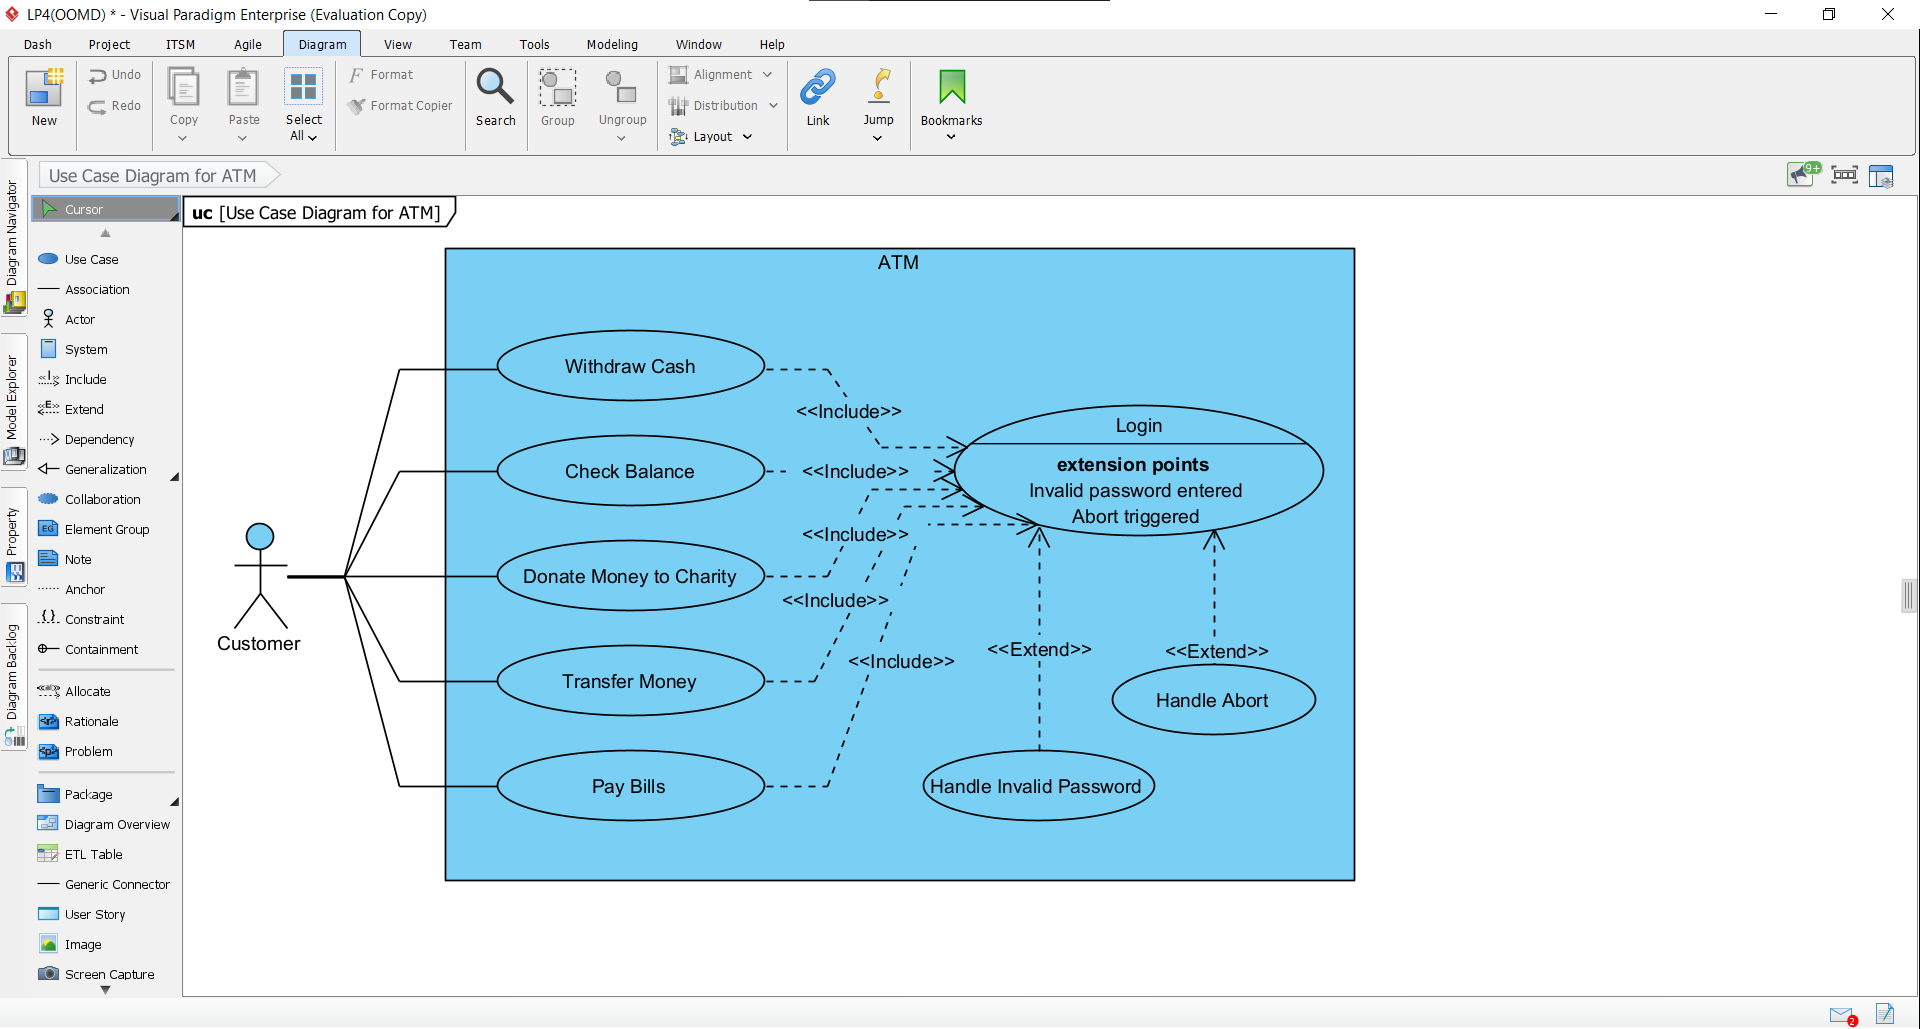 LP4(OOMD) * - Visual Paradigm Enterprise (Evaluation Copy)
Dash Project ITSM Agile Diagram View Team Tools Modeling Window Help
New
Undo
Redo
Copy
Paste
Select
All
Format
Format Copier
Search
Group
Ungroup
Alignment
Distribution
Layout
Link
Jump
Bookmarks
Use Case Diagram for ATM
9+
Diagram Navigator
Model Explorer
Property
Diagram Backlog
Cursor
Use Case
Association
Actor
System
Include
Extend
Dependency
Generalization
Collaboration
EG
Element Group
Note
Anchor
Constraint
Containment
Allocate
Rationale
Problem
Package
Diagram Overview
ETL Table
Generic Connector
User Story
Image
Screen Capture
uc [Use Case Diagram for ATM]
ATM
Withdraw Cash
<<Include>>
Login
extension points
Invalid password entered
Abort triggered
Check Balance
<<Include>>
<<Include>>
Donate Money to Charity
<<Include>>
Customer
<<Include>>
<<Extend>>
<<Extend>>
Transfer Money
Handle Abort
Pay Bills
Handle Invalid Password
2